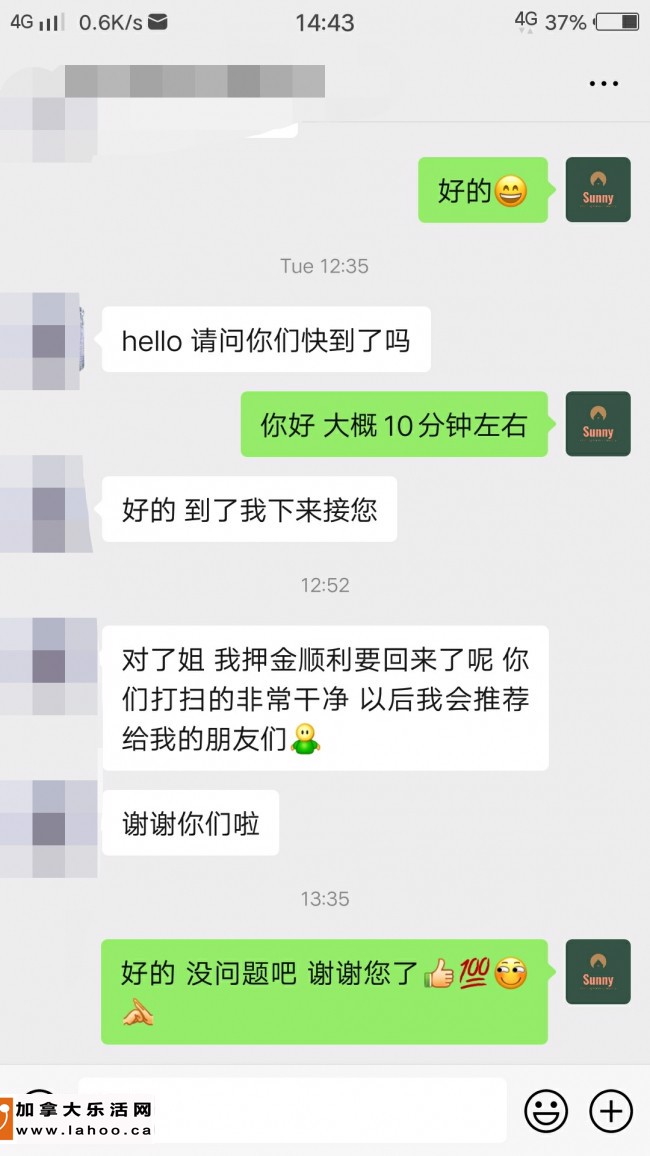 4G 0.6K/s 14:43 4G 37%
好的😄
Sunny
Tue 12:35
hello 请问你们快到了吗
你好 大概10分钟左右
Sunny
好的 到了我下来接您
12:52
对了姐 我押金顺利要回来了呢 你
们打扫的非常干净 以后我会推荐
给我的朋友们
谢谢你们啦
13:35
好的 没问题吧 谢谢您了👍💯
Sunny
加拿大乐活网
www.lahoo.ca